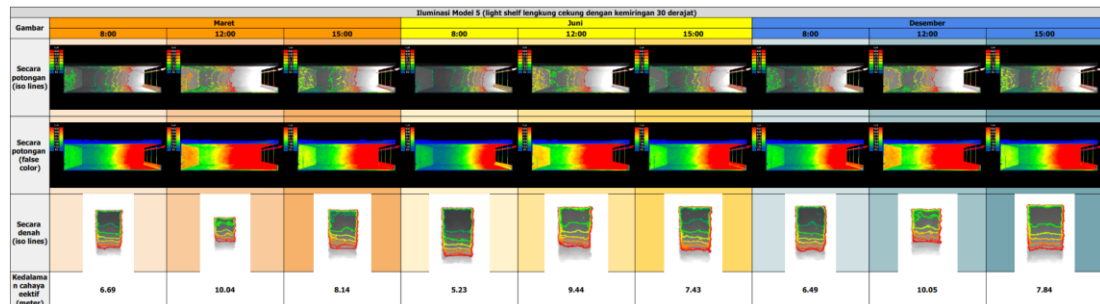 Iluminasi Model 5 (light shelf lengkung cekung dengan kemiringan 30 derajat)
Gambar
Maret
Juni
Desember
8:00
12:00
15:00
8:00
12:00
15:00
8:00
12:00
15:00
Secara
potongan
(iso lines)
Secara
potongan
(false
color)
Secara
denah
(iso lines)
Kedalama
n cahaya
eektif
(meter)
6.69
10.04
8.14
5.23
9.44
7.43
6.49
10.05
7.84